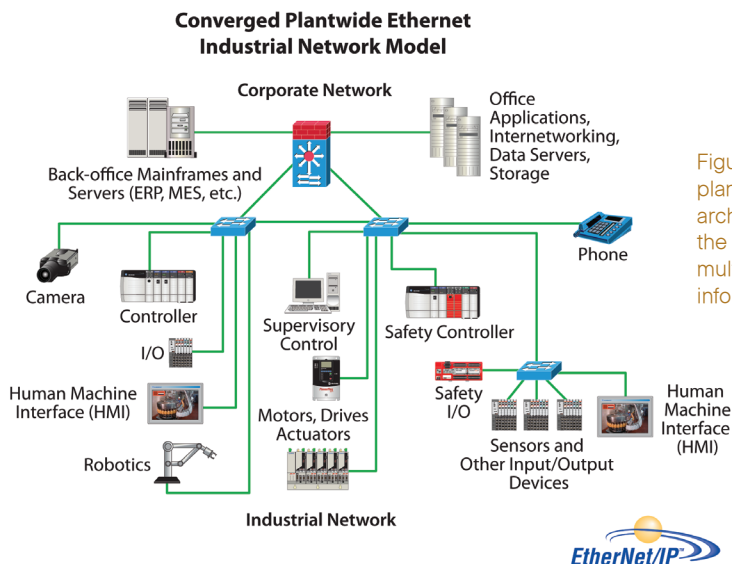 Converged Plantwide Ethernet
Industrial Network Model
Corporate Network
Office
Applications,
Internetworking,
Data Servers,
Storage
Back-office Mainframes and
Servers (ERP, MES, etc.)
Phone
Camera
Controller
Supervisory
Control
Safety Controller
I/O
Human Machine
Interface (HMI)
Motors, Drives
Actuators
Safety
I/O
Sensors and
Other Input/Output
Devices
Human
Machine
Interface
(HMI)
Robotics
Industrial Network
EtherNet/IP™